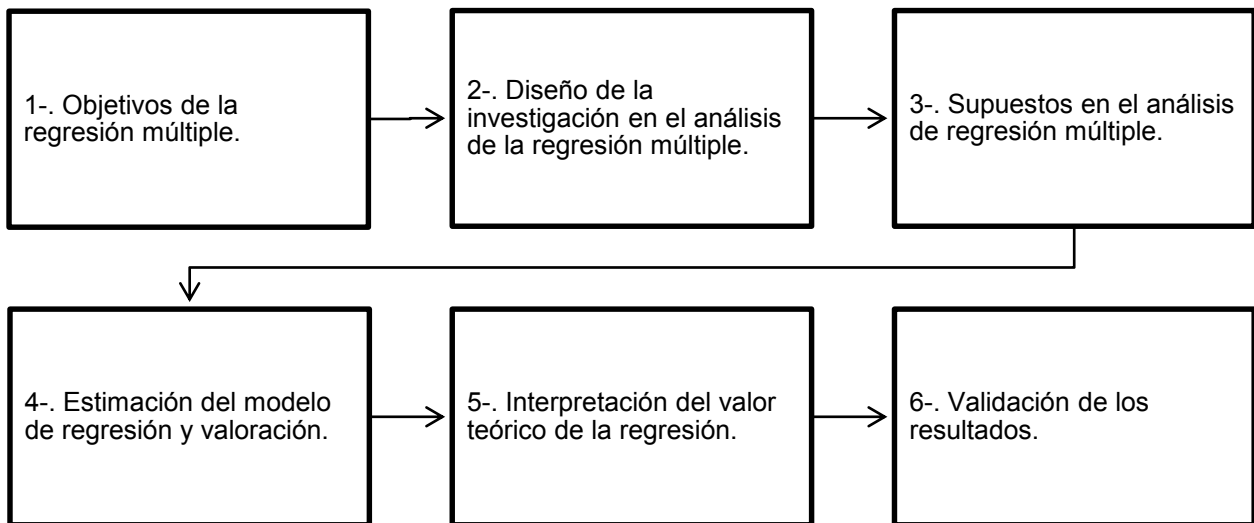 1-. Objetivos de la
regresión múltiple.
2-. Diseño de la
investigación en el análisis
de la regresión múltiple.
3-. Supuestos en el análisis
de regresión múltiple.
4-. Estimación del modelo
de regresión y valoración.
5-. Interpretación del valor
teórico de la regresión.
6-. Validación de los
resultados.